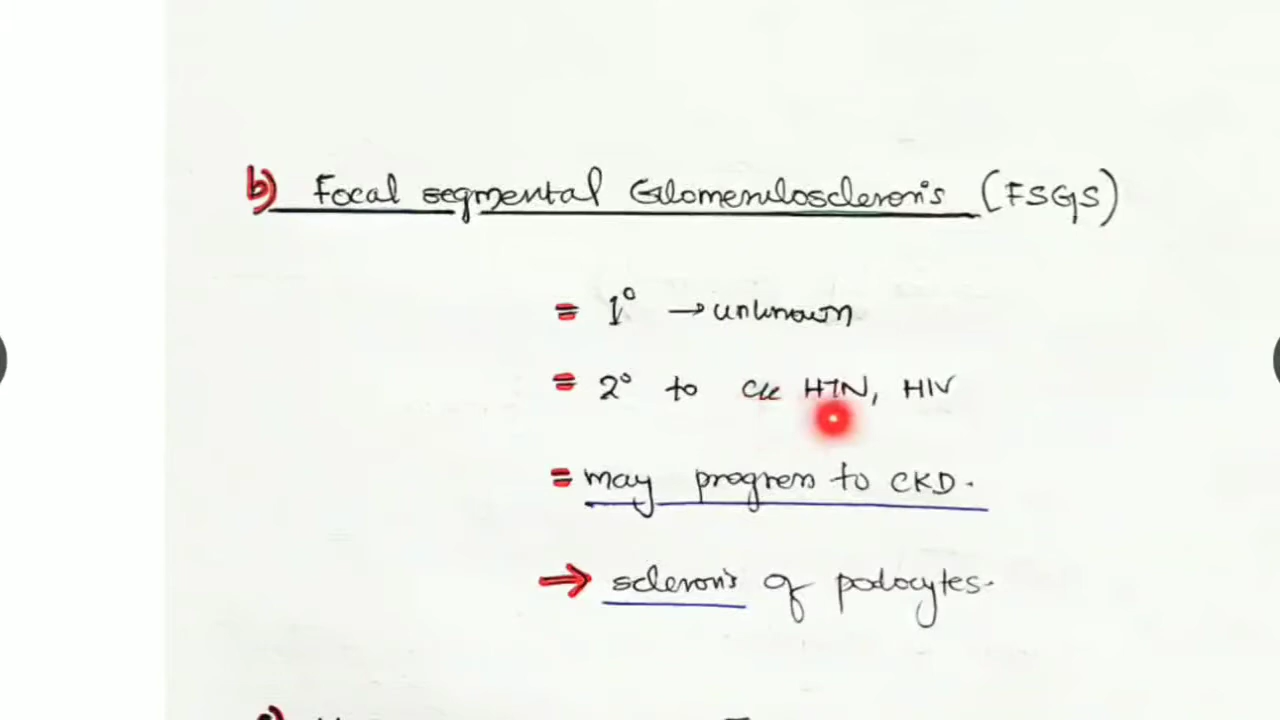 b) Focal segmental Glomerulosclerosis (FSGS)
= 1° → unknown
= 2° to HTN, HIV
= may progress to CKD.
→ sclerosis of podocytes.